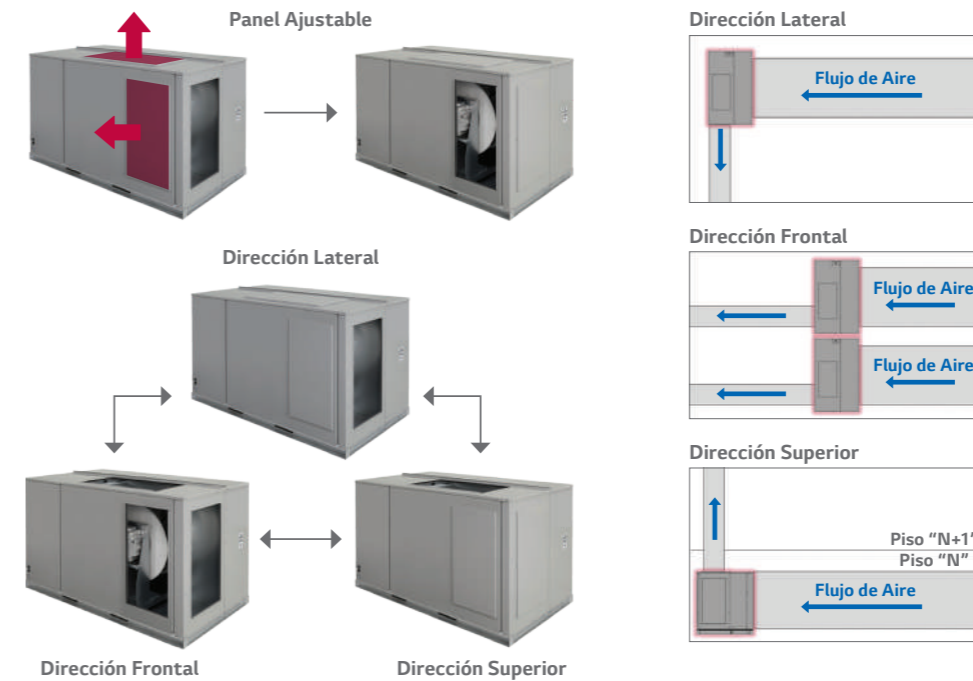 Panel Ajustable
Dirección Lateral
Dirección Frontal
Dirección Superior
Dirección Lateral
Flujo de Aire
Dirección Frontal
Flujo de Aire
Flujo de Aire
Dirección Superior
Piso “N+1”
Piso “N”
Flujo de Aire